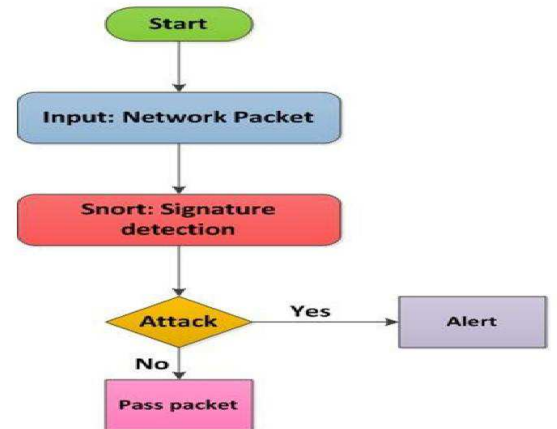 Start
Input: Network Packet
Snort: Signature
detection
Attack
Yes
Alert
No
Pass packet